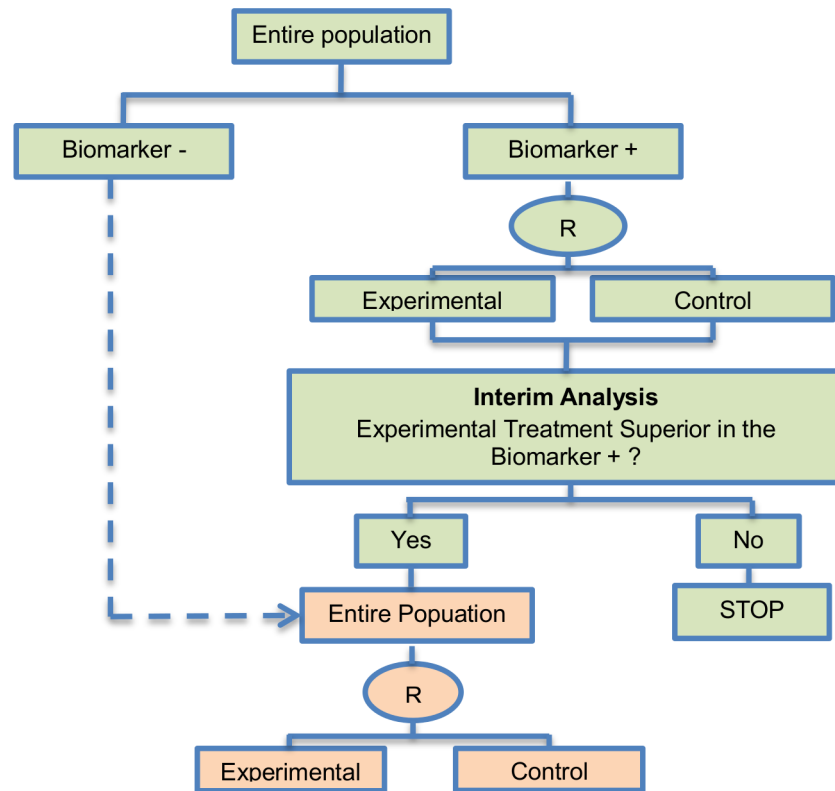 Entire population
Biomarker -
Biomarker +
R
Experimental
Control
Interim Analysis
Experimental Treatment Superior in the
Biomarker + ?
Yes
No
Entire Popuation
STOP
R
Experimental
Control